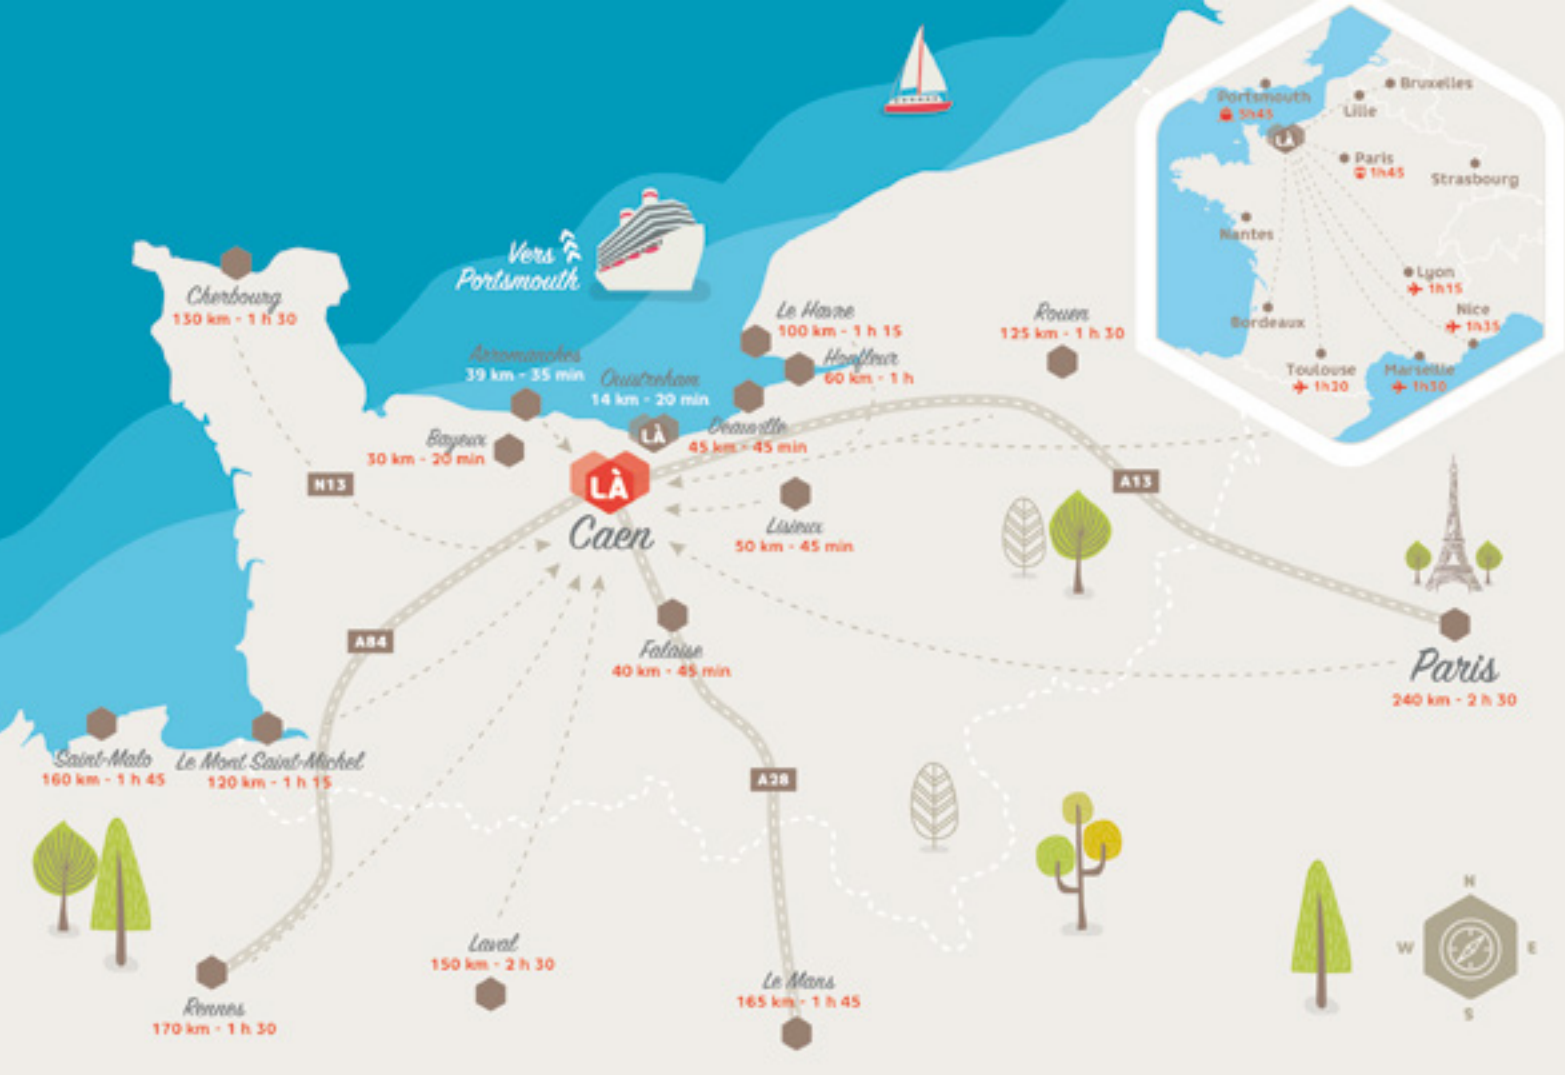 Portsmouth
5h45
Bruxelles
Lille
LÀ
Paris
1h45
Strasbourg
Nantes
Lyon
1h15
Nice
1h35
Bordeaux
Toulouse
1h20
Marseille
1h30
Vers
Portsmouth
Cherbourg
130 km - 1 h 30
Le Havre
100 km - 1 h 15
Rouen
125 km - 1 h 30
Arromanches
39 km - 35 min
Honfleur
60 km - 1 h
Ouistreham
14 km - 20 min
LÀ
Deauville
45 km - 45 min
Bayeux
30 km - 20 min
N13
LÀ
Caen
A13
Lisieux
50 km - 45 min
A84
Falaise
40 km - 45 min
Paris
240 km - 2 h 30
Saint-Malo
160 km - 1 h 45
Le Mont Saint-Michel
120 km - 1 h 15
A28
Laval
150 km - 2 h 30
Le Mans
165 km - 1 h 45
Rennes
170 km - 1 h 30
N
W
E
S